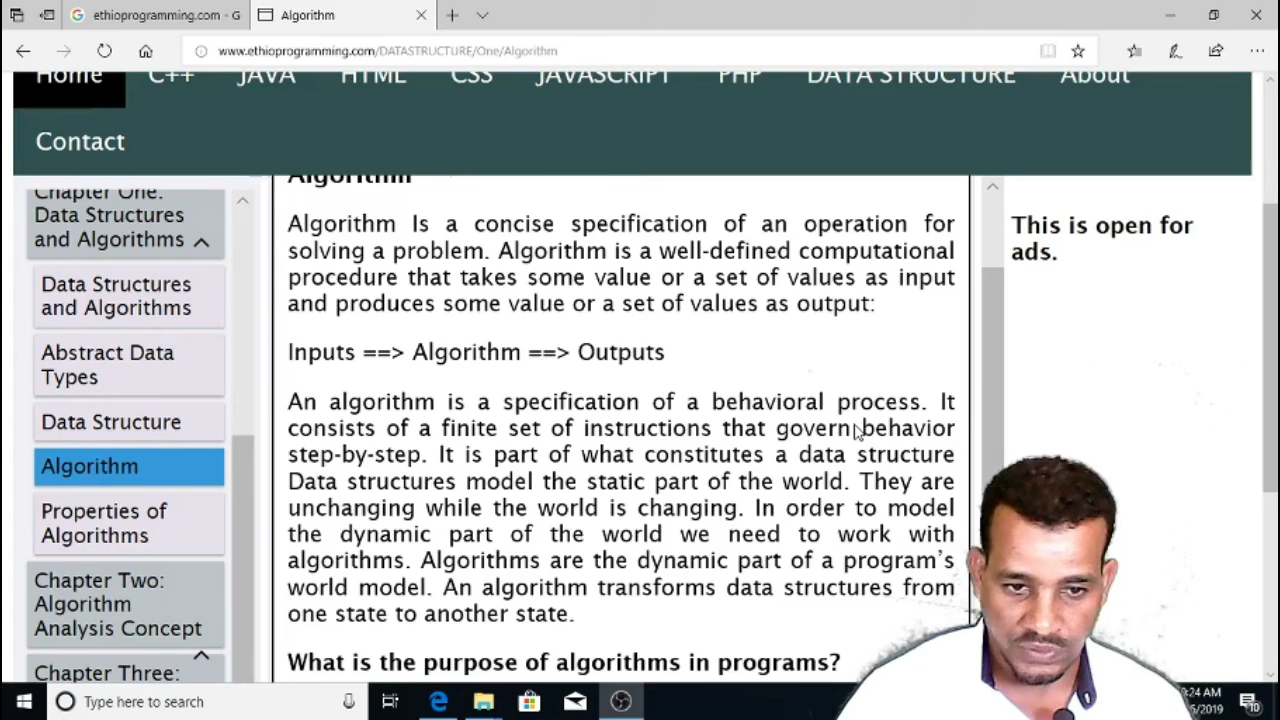 ethioprogramming.com - G
Algorithm
www.ethioprogramming.com/DATASTRUCTURE/One/Algorithm
Home C++ JAVA HTML CSS JAVASCRIPT PHP DATA STRUCTURE About
Contact
Chapter One:
Data Structures
and Algorithms
Data Structures
and Algorithms
Abstract Data
Types
Data Structure
Algorithm
Properties of
Algorithms
Chapter Two:
Algorithm
Analysis Concept
Chapter Three:
Algorithm
Algorithm Is a concise specification of an operation for
solving a problem. Algorithm is a well-defined computational
procedure that takes some value or a set of values as input
and produces some value or a set of values as output:
Inputs ==> Algorithm ==> Outputs
An algorithm is a specification of a behavioral process. It
consists of a finite set of instructions that govern behavior
step-by-step. It is part of what constitutes a data structure
Data structures model the static part of the world. They are
unchanging while the world is changing. In order to model
the dynamic part of the world we need to work with
algorithms. Algorithms are the dynamic part of a program's
world model. An algorithm transforms data structures from
one state to another state.
What is the purpose of algorithms in programs?
This is open for
ads.
Type here to search
:24 AM
/2019
10